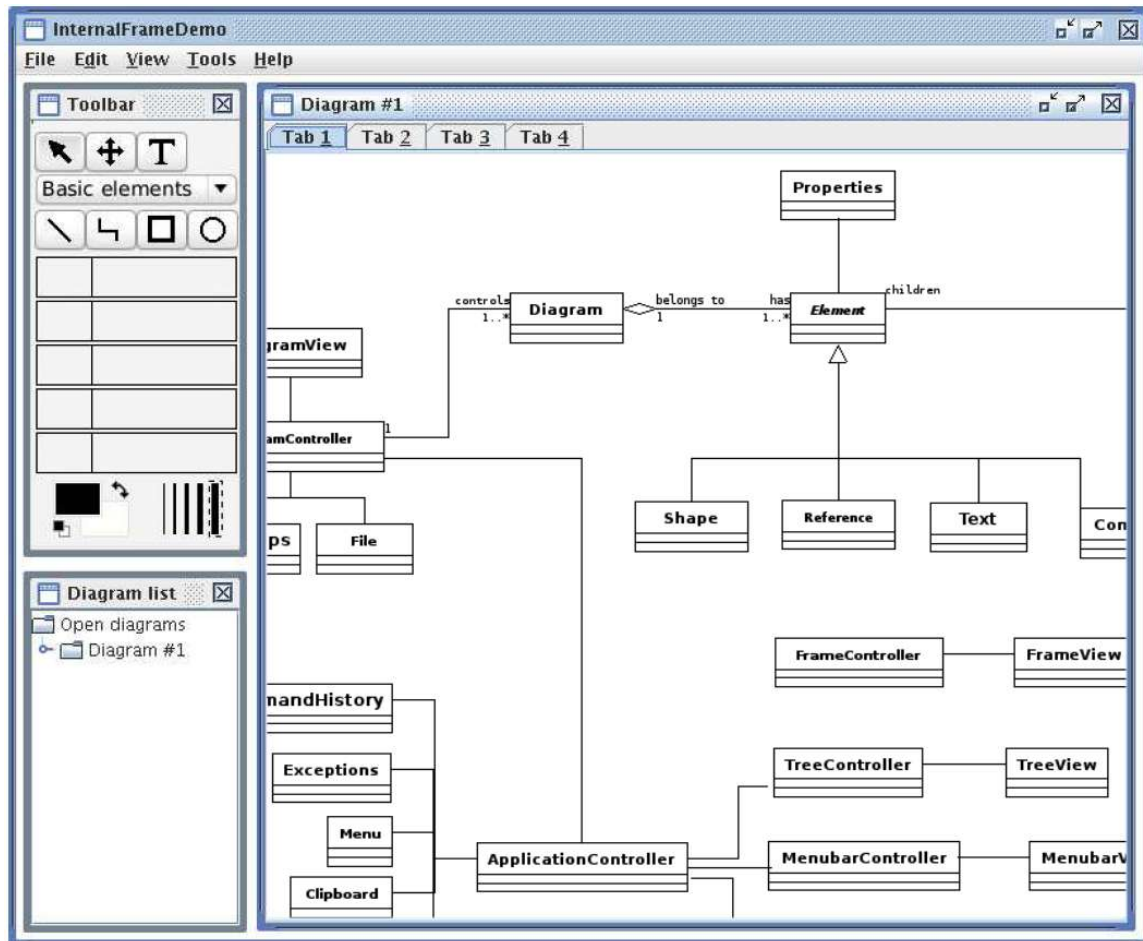 InternalFrameDemo
File Edit View Tools Help
Toolbar
T
Basic elements
Diagram list
Open diagrams
Diagram #1
Diagram #1
Tab 1 Tab 2 Tab 3 Tab 4
Properties
controls
1..*
Diagram
belongs to
1
has
1..*
Element
children
gramView
1
amController
ps
File
Shape
Reference
Text
Con
FrameController
FrameView
mandHistory
Exceptions
TreeController
TreeView
Menu
ApplicationController
MenubarController
MenubarV
Clipboard